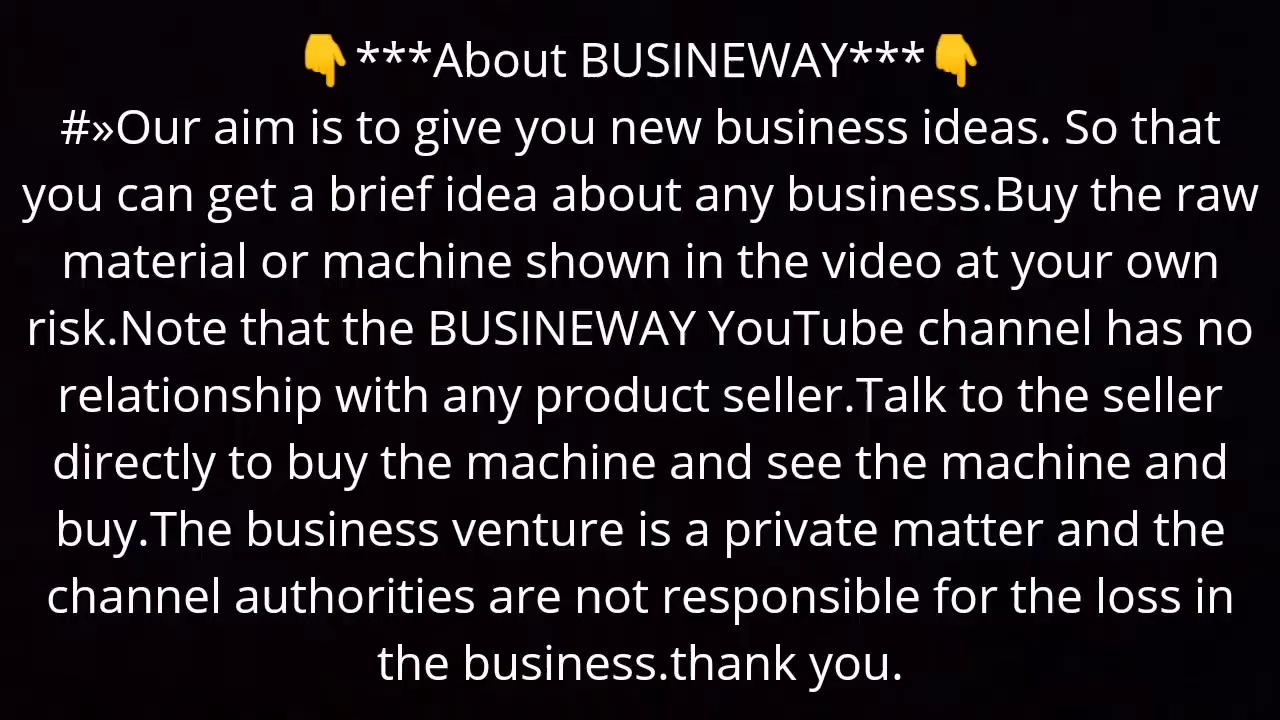 👇***About BUSINEWAY***👇
#»Our aim is to give you new business ideas. So that
you can get a brief idea about any business.Buy the raw
material or machine shown in the video at your own
risk.Note that the BUSINEWAY YouTube channel has no
relationship with any product seller.Talk to the seller
directly to buy the machine and see the machine and
buy.The business venture is a private matter and the
channel authorities are not responsible for the loss in
the business.thank you.